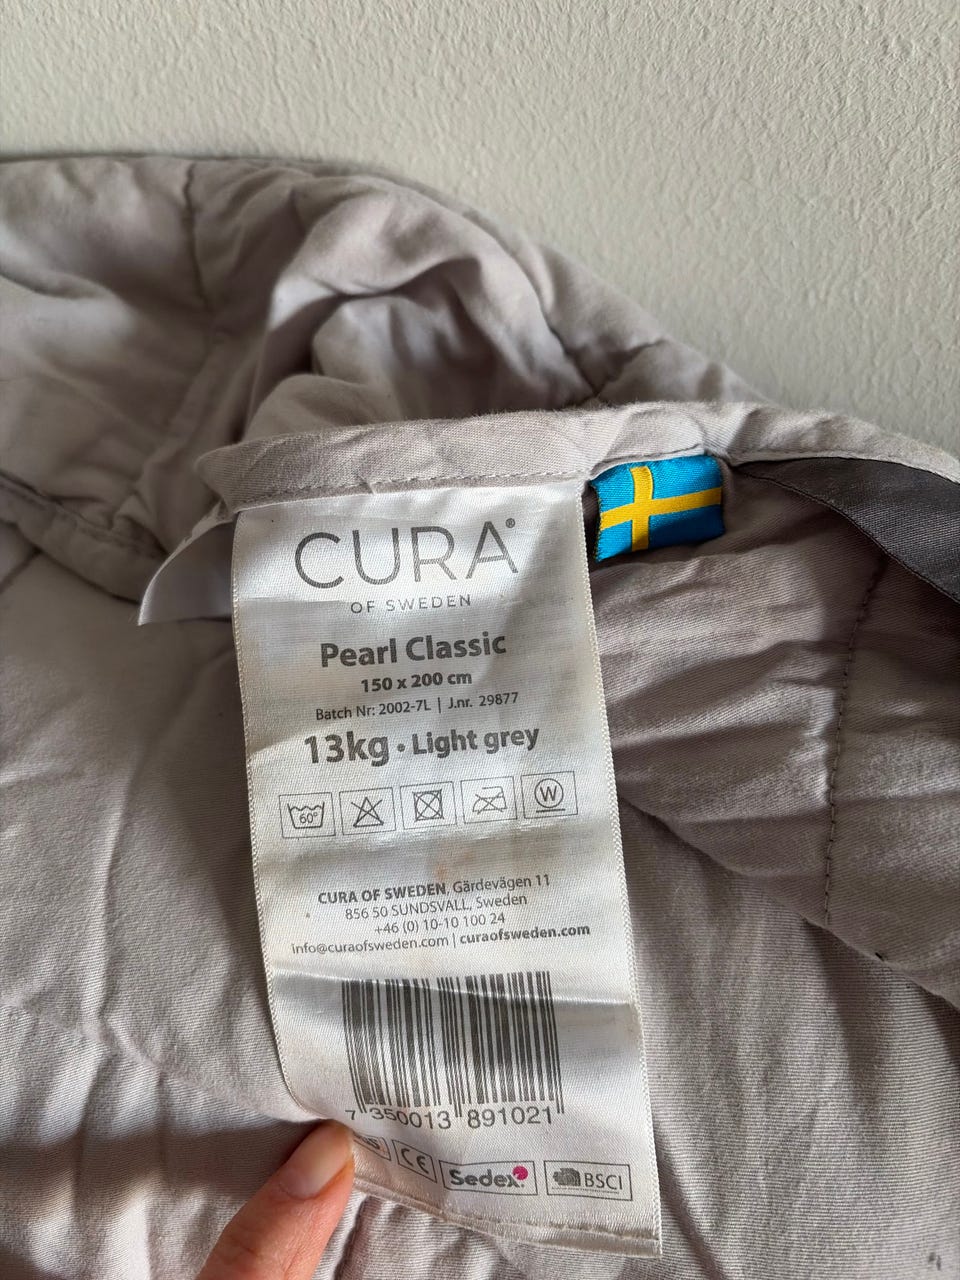 CURA®
OF SWEDEN
Pearl Classic
150 x 200 cm
Batch Nr: 2002-7L | J.nr. 29877
13kg • Light grey
60° W
CURA OF SWEDEN, Gärdevägen 11
856 50 SUNDSVALL, Sweden
+46 (0) 10-10 100 24
info@curaofsweden.com | curaofsweden.com
7 350013 891021
CE Sedex BSCI